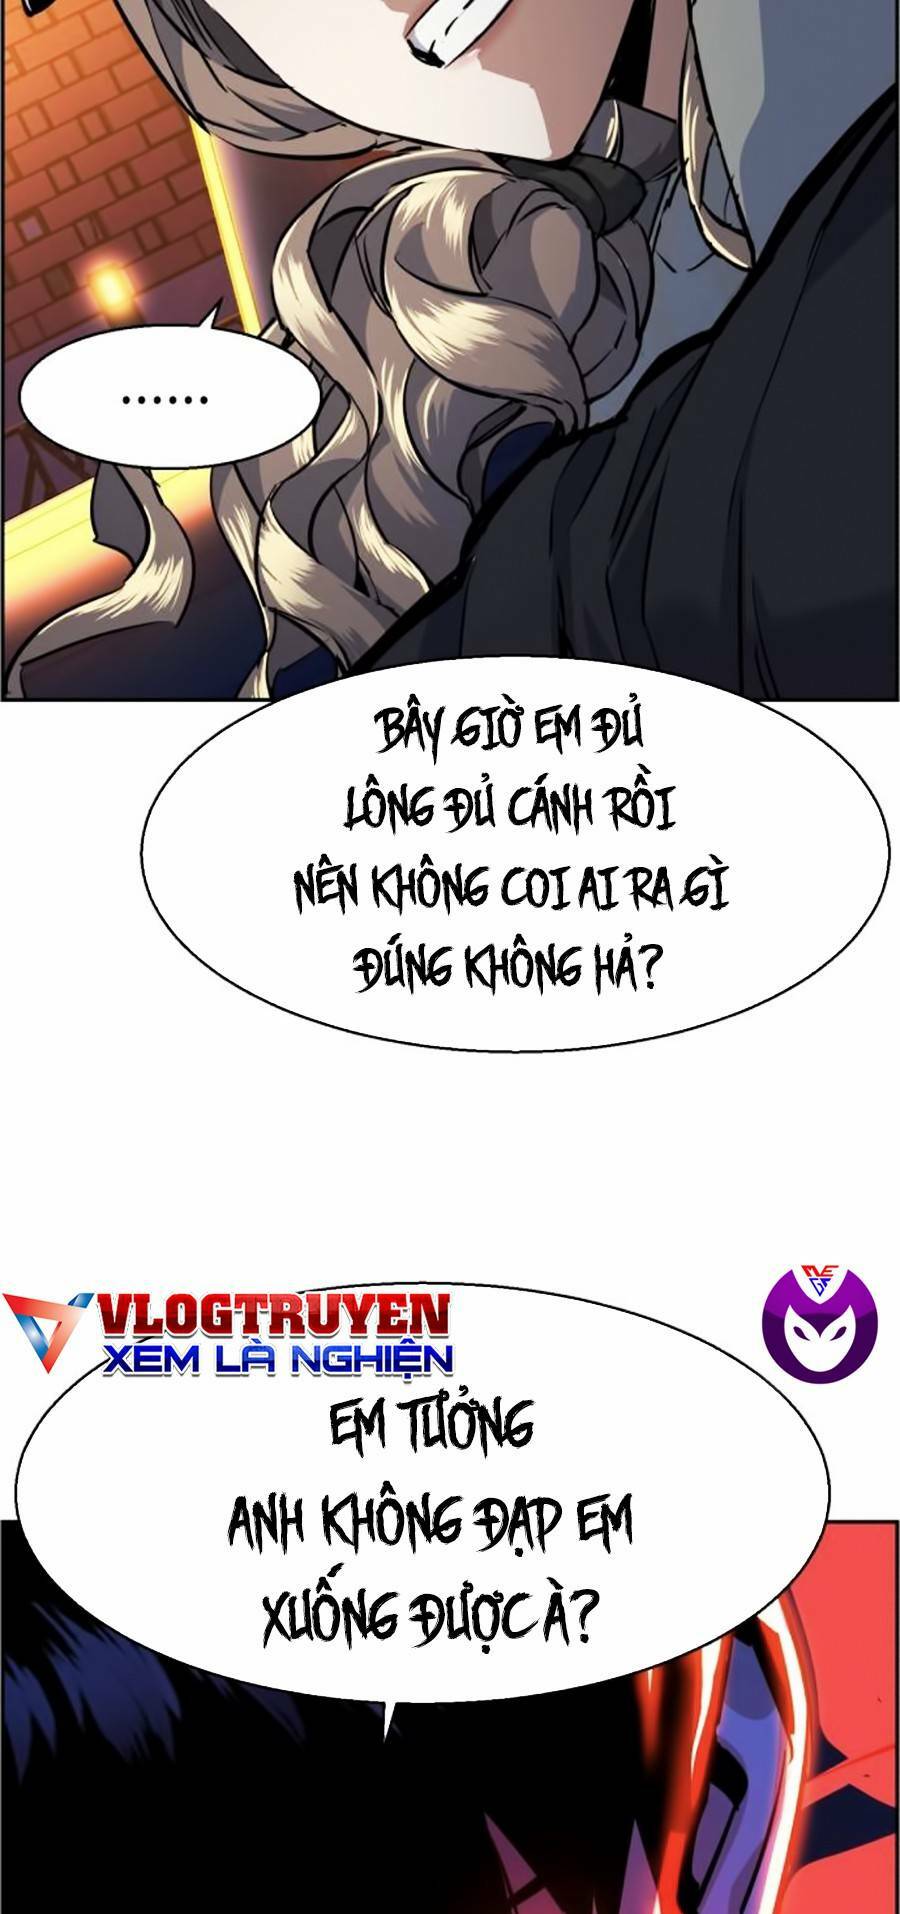 ......
BÂY GIỜ EM ĐỦ
LÔNG ĐỦ CÁNH RỒI
NÊN KHÔNG COI AI RA GÌ
ĐÚNG KHÔNG HẢ?
VLOGTRUYEN
XEM LÀ NGHIỆN
EM TƯỞNG
ANH KHÔNG ĐẠP EM
XUỐNG ĐƯỢC À?